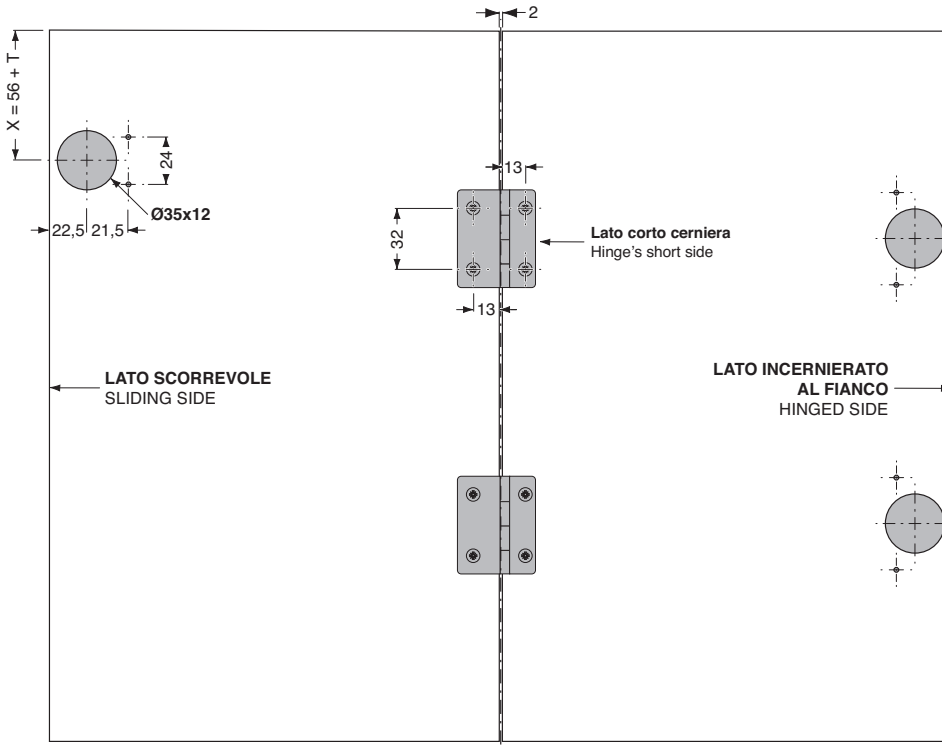 2
X = 56 + T
24
13
Ø35x12
22,5
21,5
32
Lato corto cerniera
Hinge's short side
13
LATO SCORREVOLE
SLIDING SIDE
LATO INCERNIERATO
AL FIANCO
HINGED SIDE